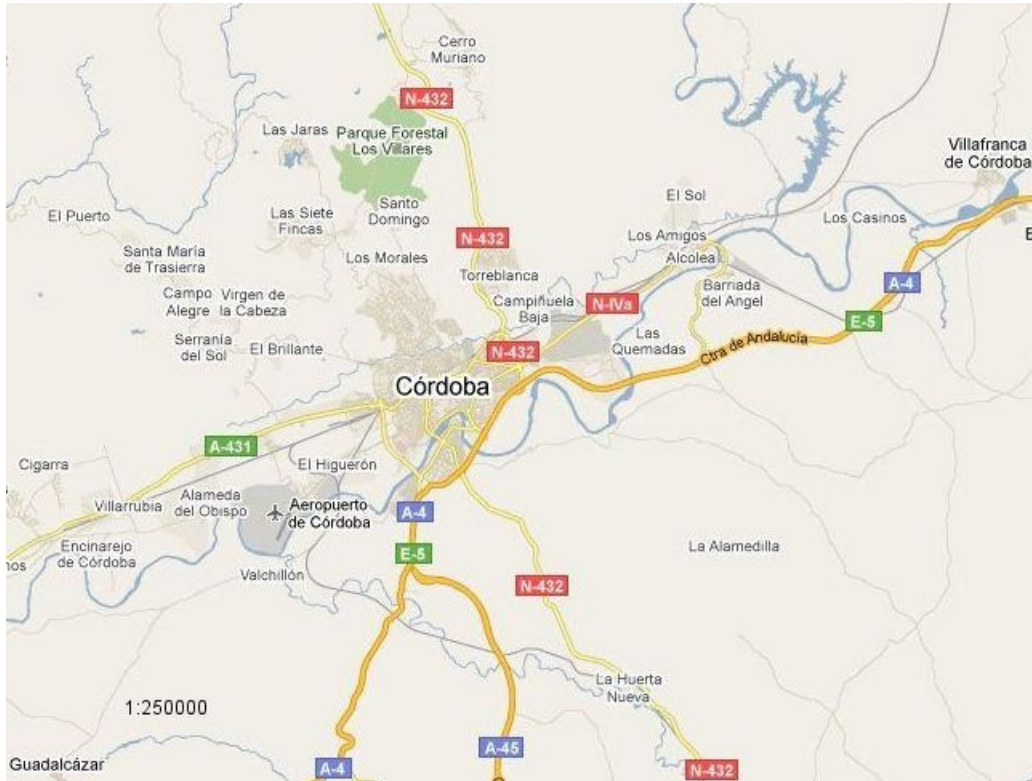 Cerro
Muriano
N-432
Las Jaras
Parque Forestal
Los Villares
Villafranca
de Córdoba
El Sol
El Puerto
Las Siete
Fincas
Santo
Domingo
Los Casinos
N-432
Los Amigos
Alcolea
E
Santa María
de Trasierra
Los Morales
Torreblanca
A-4
Barriada
del Angel
Campo
Alegre
Virgen de
la Cabeza
Campiñuela
Baja
N-IVa
E-5
Serranía
del Sol
El Brillante
N-432
Las
Quemadas
Ctra de Andalucía
Córdoba
A-431
Cigarra
El Higuerón
Villarrubia
Alameda
del Obispo
Aeropuerto
de Córdoba
A-4
nos
Encinarejo
de Córdoba
E-5
La Alamedilla
Valchillón
N-432
La Huerta
Nueva
1:250000
Guadalcázar
A-4
A-45
N-432